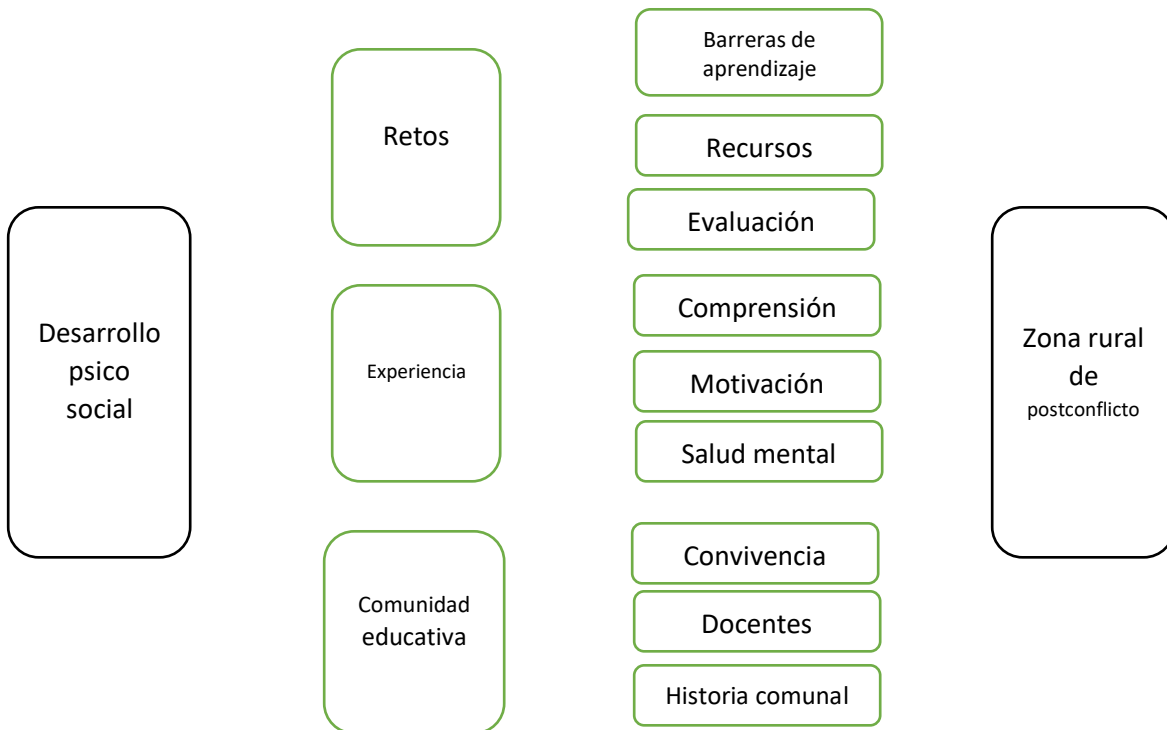 Desarrollo
psico
social
Retos
Experiencia
Comunidad
educativa
Barreras de
aprendizaje
Recursos
Evaluación
Comprensión
Motivación
Salud mental
Convivencia
Docentes
Historia comunal
Zona rural
de
postconflicto